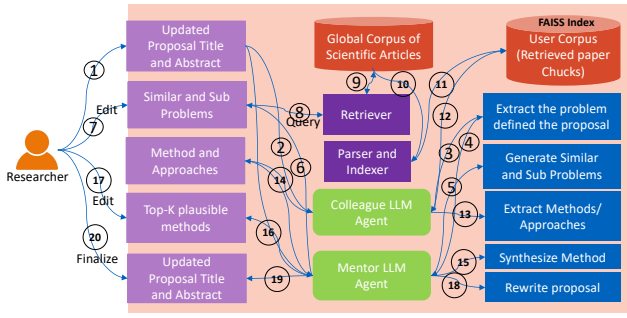 FAISS Index
Updated
Proposal Title
and Abstract
Global Corpus of
Scientific Articles
User Corpus
(Retrieved paper
Chucks)
1
9
10
11
Edit
7
Similar and Sub
Problems
8
Query
Retriever
12
Extract the problem
defined the proposal
Researcher
Method and
Approaches
2
6
Parser and
Indexer
3
4
Generate Similar
and Sub Problems
17
Edit
14
5
Top-K plausible
methods
Colleague LLM
Agent
13
Extract Methods/
Approaches
20
Finalize
16
Updated
Proposal Title
and Abstract
19
Mentor LLM
Agent
15
Synthesize Method
18
Rewrite proposal